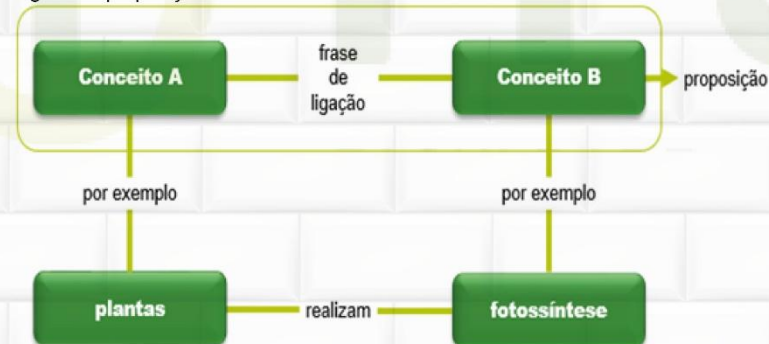 frase
Conceito A de Conceito B proposição
ligação
por exemplo por exemplo
plantas realizam fotossíntese